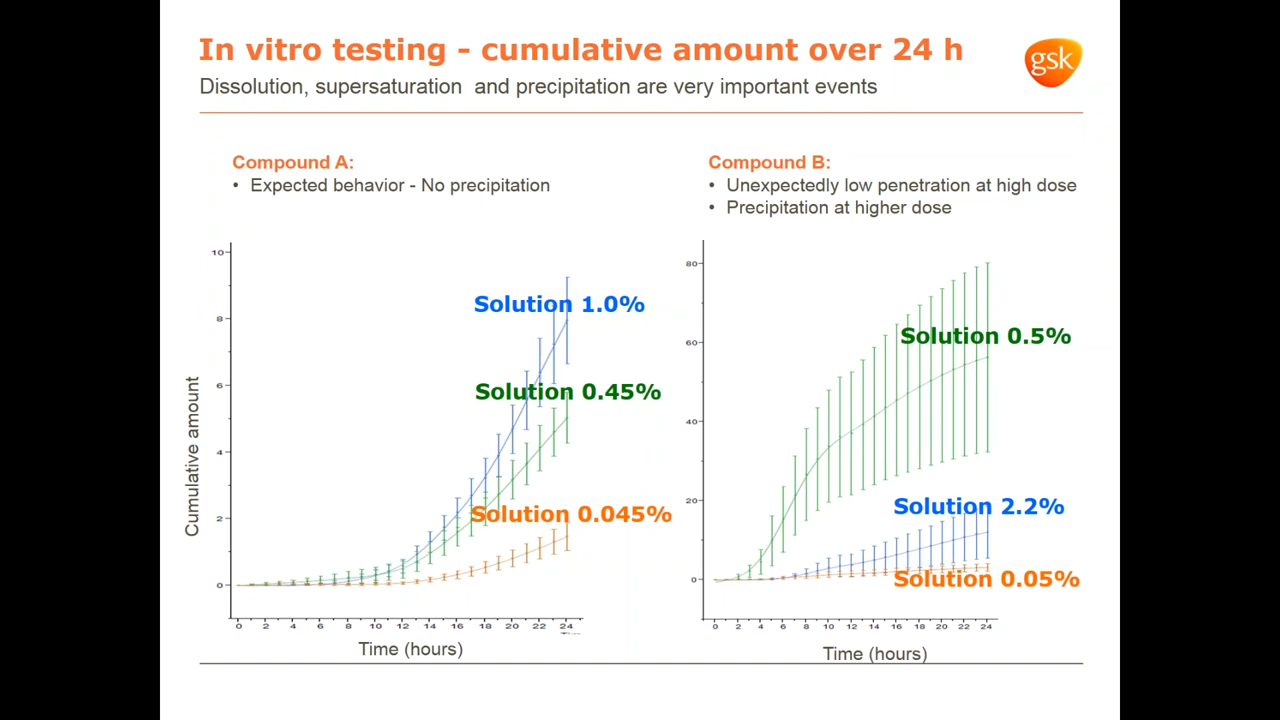 In vitro testing - cumulative amount over 24 h
gsk
Dissolution, supersaturation and precipitation are very important events
Compound A:
• Expected behavior - No precipitation
Compound B:
• Unexpectedly low penetration at high dose
• Precipitation at higher dose
Cumulative amount
10
8
6
4
2
0
Solution 1.0%
Solution 0.45%
Solution 0.045%
0 2 4 6 8 10 12 14 16 18 20 22 24
Time (hours)
80
60
40
20
0
Solution 0.5%
Solution 2.2%
Solution 0.05%
0 2 4 6 8 10 12 14 16 18 20 22 24
Time (hours)